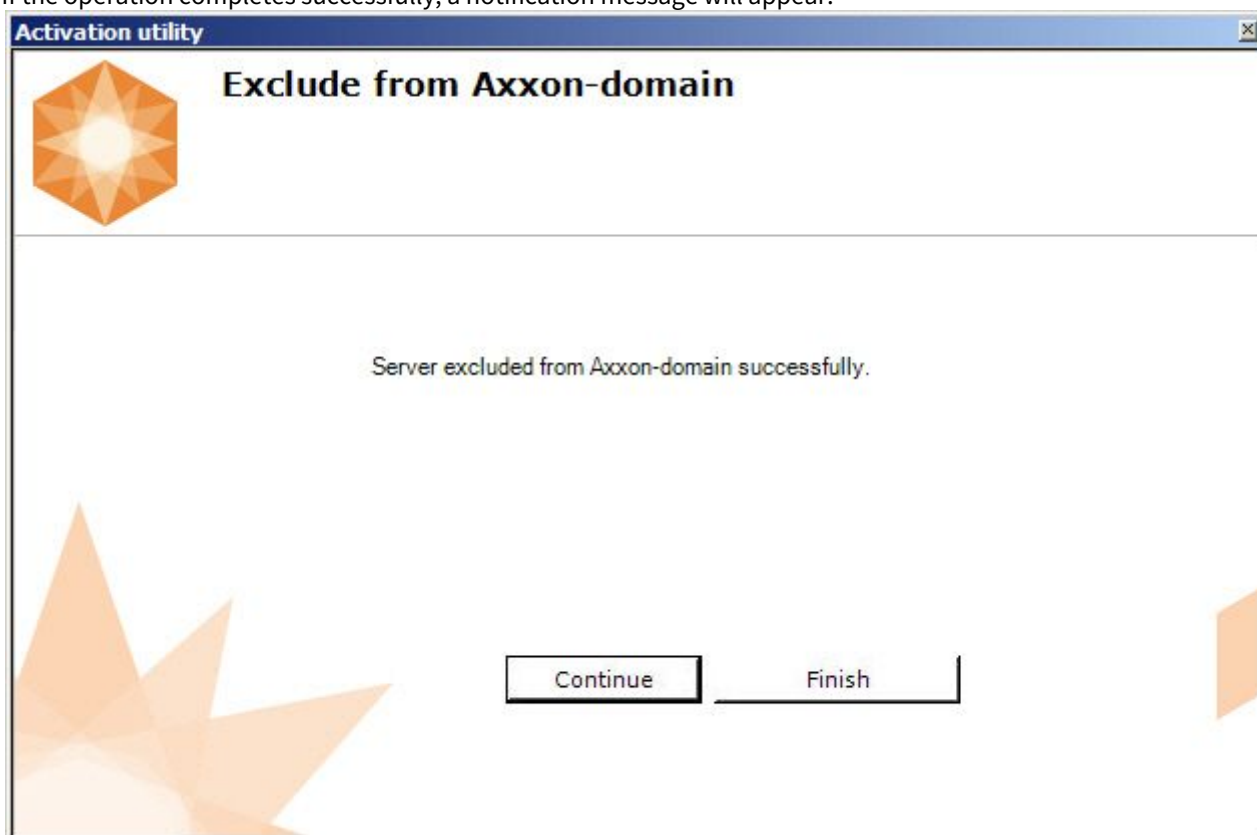 If the operation completes successfully, a notification message will appear:
Activation utility
Exclude from Axxon-domain
Server excluded from Axxon-domain successfully.
Continue
Finish